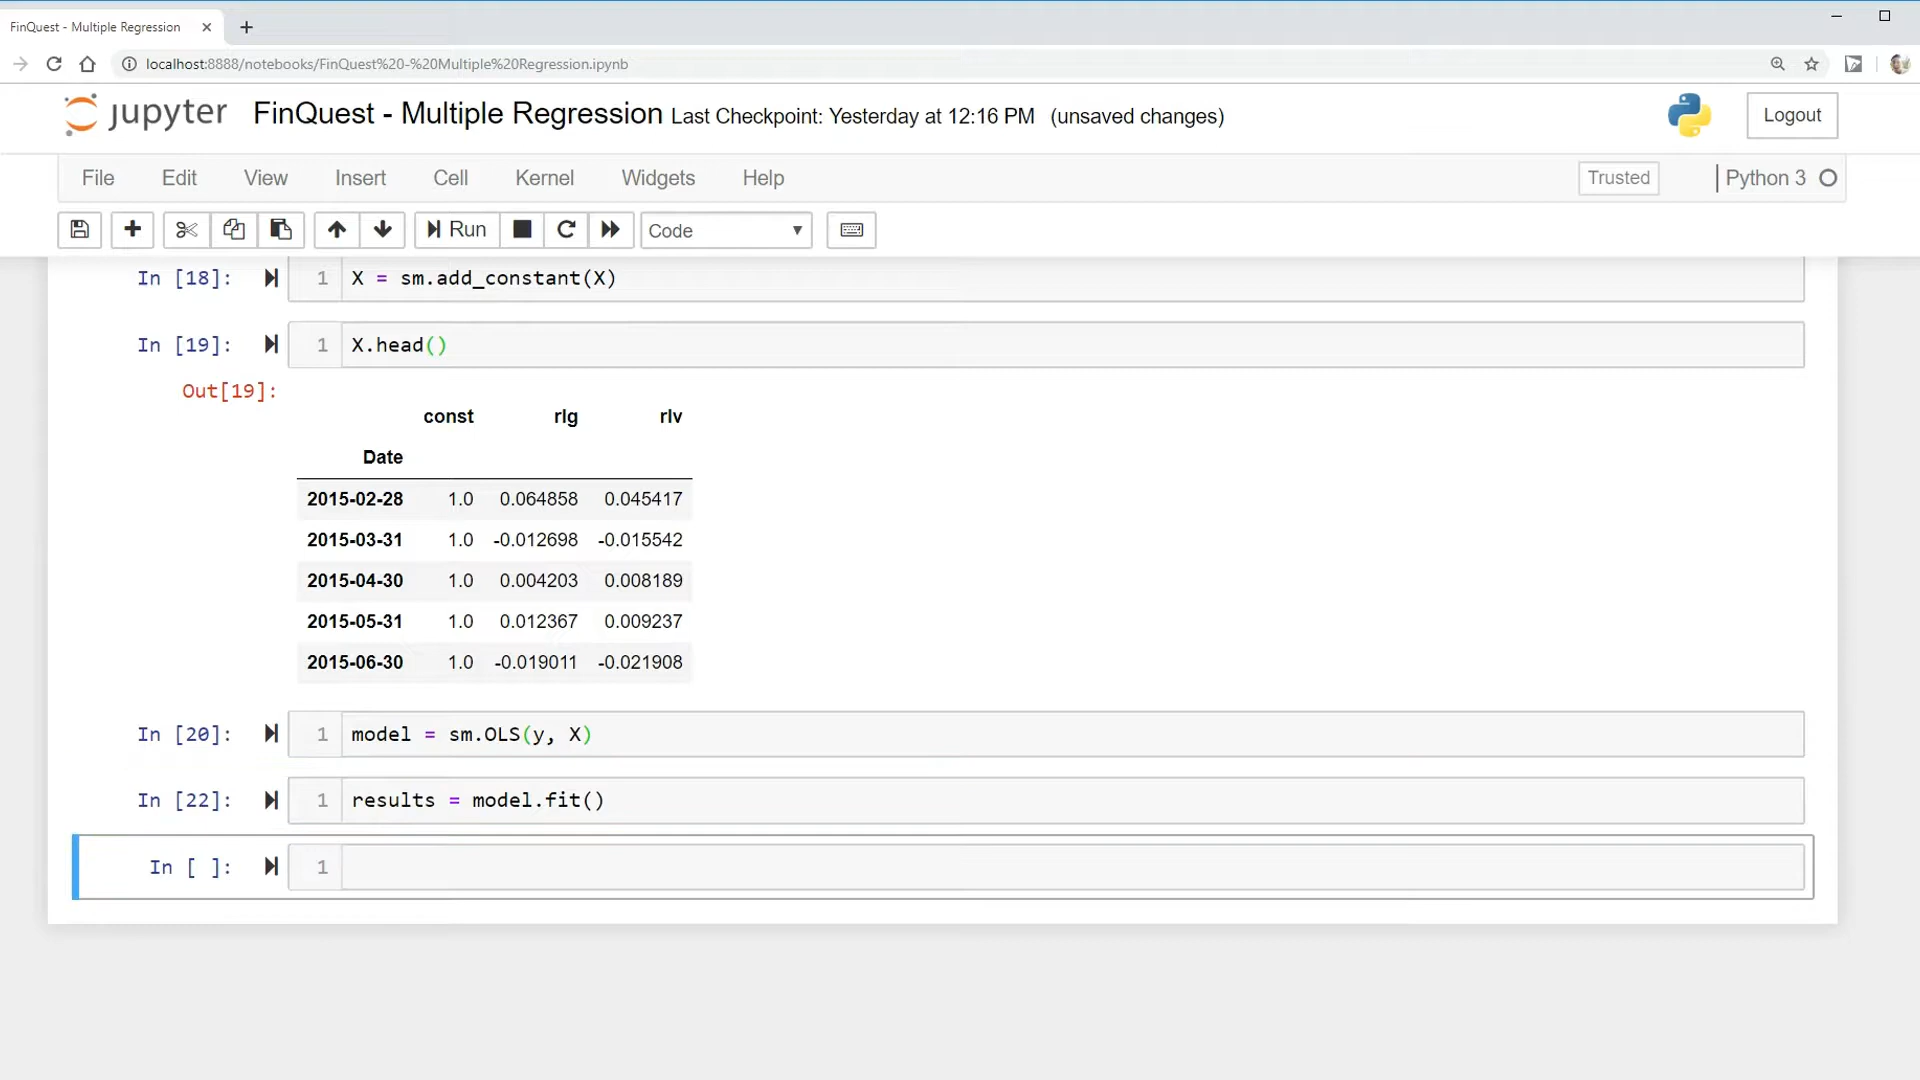 FinQuest - Multiple Regression
localhost:8888/notebooks/FinQuest%20-%20Multiple%20Regression.ipynb
jupyter FinQuest - Multiple Regression Last Checkpoint: Yesterday at 12:16 PM (unsaved changes) Logout
File Edit View Insert Cell Kernel Widgets Help Trusted Python 3
Run Code
In [18]: 1 X = sm.add_constant(X)
In [19]: 1 X.head()
Out[19]:
const rlg rlv
Date
2015-02-28 1.0 0.064858 0.045417
2015-03-31 1.0 -0.012698 -0.015542
2015-04-30 1.0 0.004203 0.008189
2015-05-31 1.0 0.012367 0.009237
2015-06-30 1.0 -0.019011 -0.021908
In [20]: 1 model = sm.OLS(y, X)
In [22]: 1 results = model.fit()
In [ ]: 1